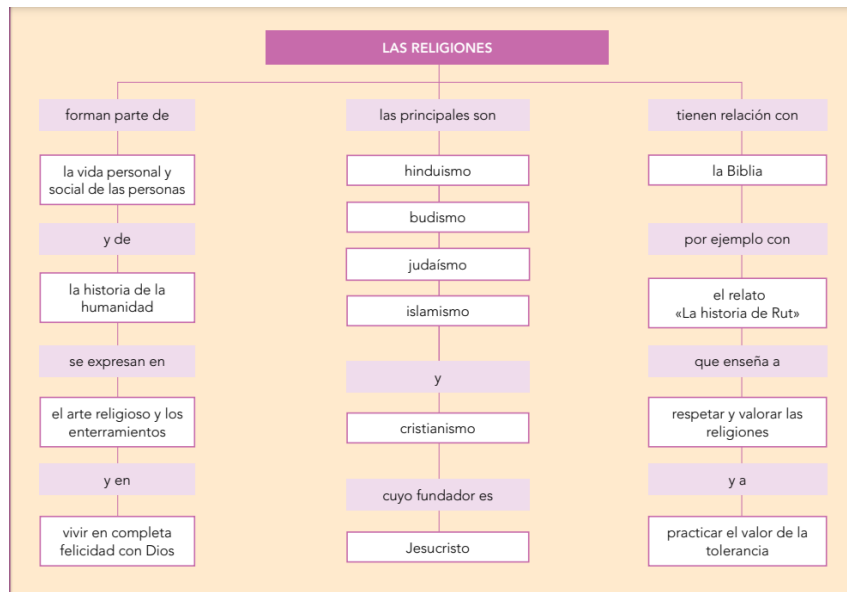 LAS RELIGIONES
forman parte de
la vida personal y
social de las personas
y de
la historia de la
humanidad
se expresan en
el arte religioso y los
enterramientos
y en
vivir en completa
felicidad con Dios
las principales son
hinduismo
budismo
judaísmo
islamismo
y
cristianismo
cuyo fundador es
Jesucristo
tienen relación con
la Biblia
por ejemplo con
el relato
«La historia de Rut»
que enseña a
respetar y valorar las
religiones
y a
practicar el valor de la
tolerancia